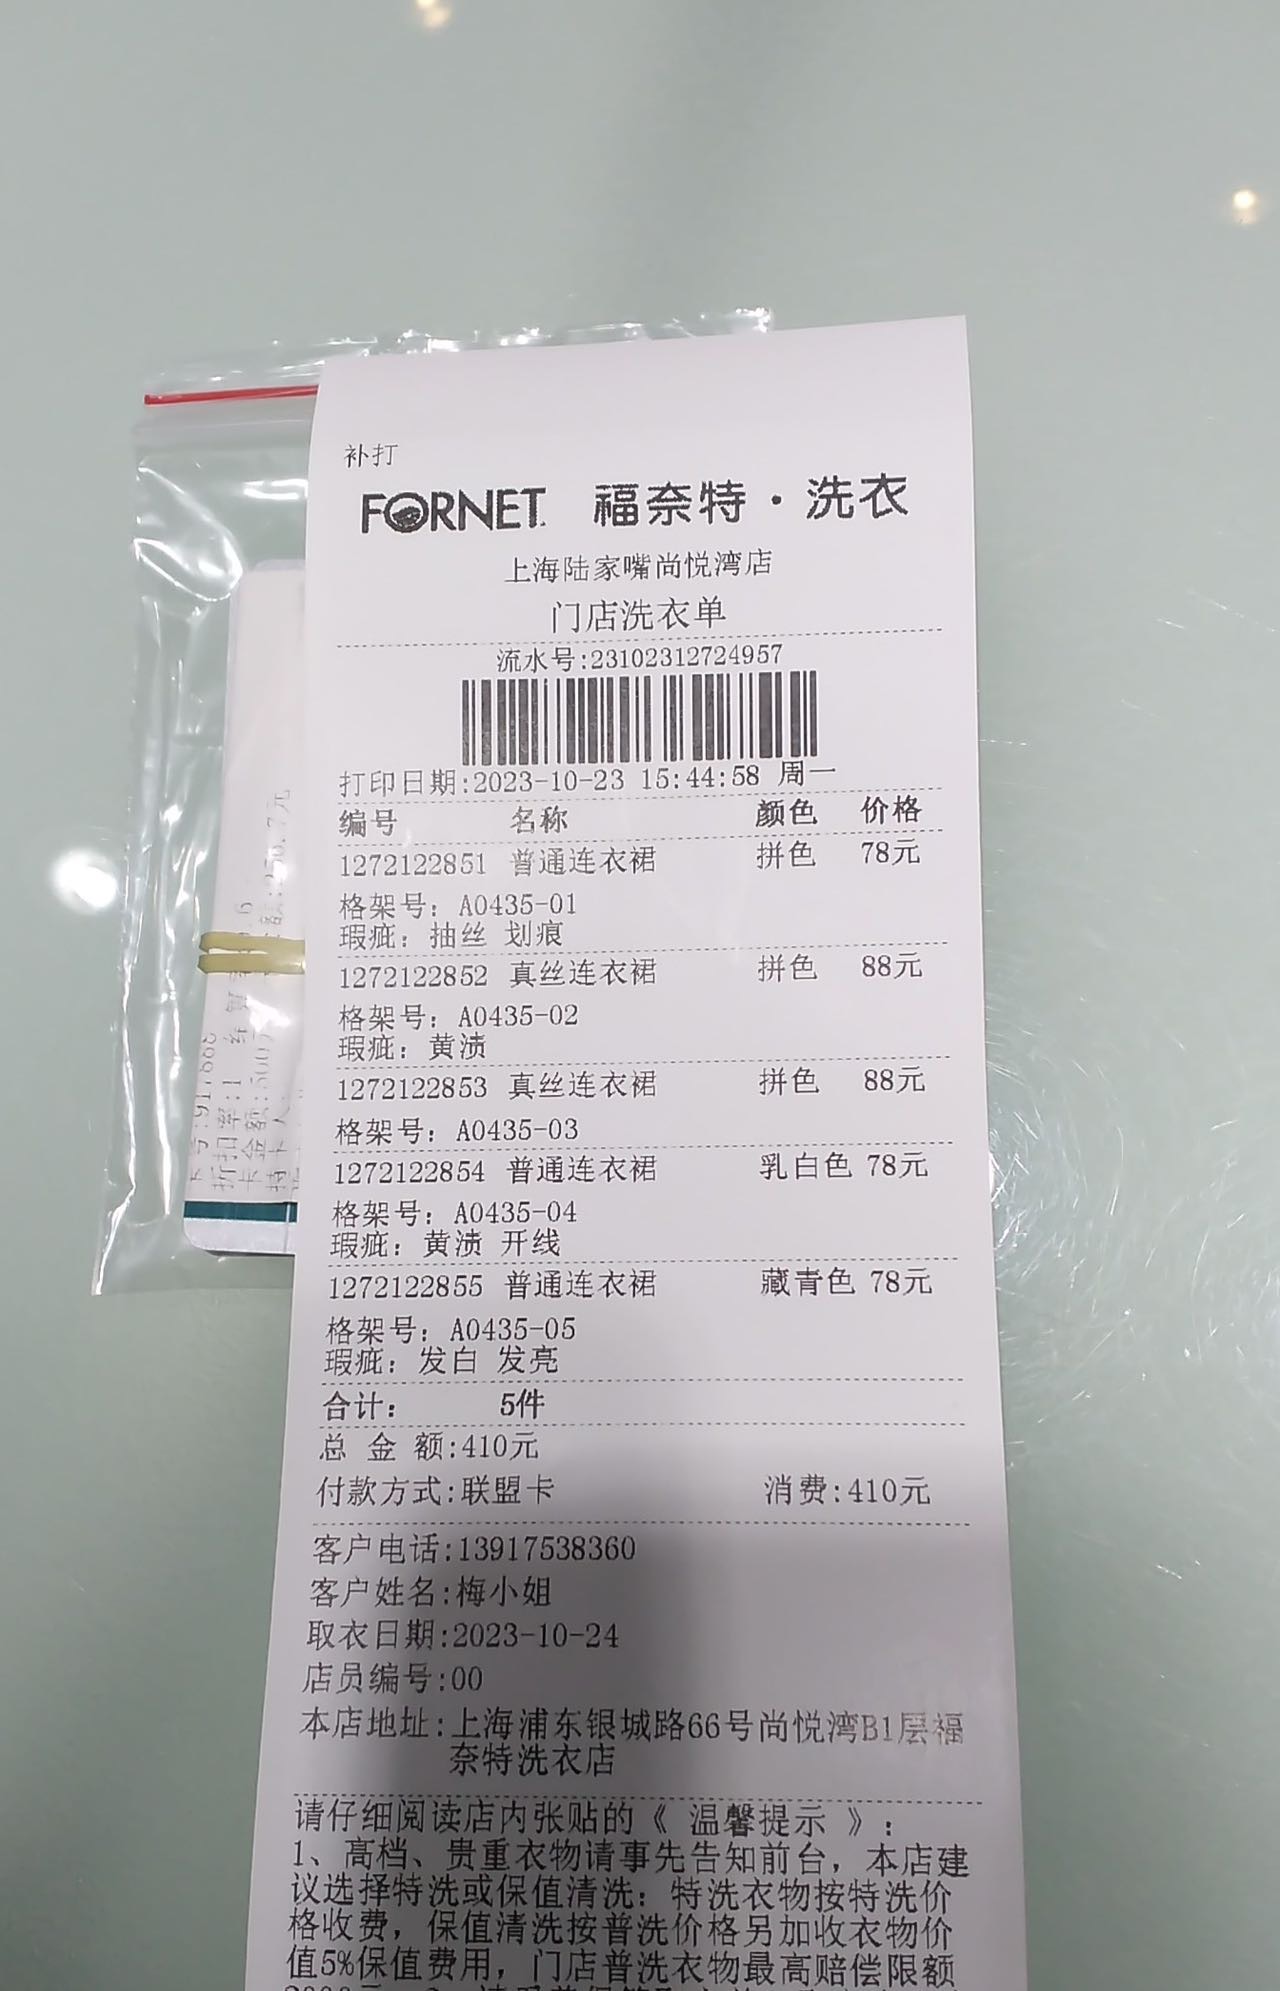 补打
FORNET 福奈特·洗衣
上海陆家嘴尚悦湾店
门店洗衣单
流水号:23102312724957
打印日期:2023-10-23 15:44:58 周一
编号 名称 颜色 价格
1272122851 普通连衣裙 拼色 78元
格架号: A0435-01
瑕疵: 抽丝 划痕
1272122852 真丝连衣裙 拼色 88元
格架号: A0435-02
瑕疵: 黄渍
1272122853 真丝连衣裙 拼色 88元
格架号: A0435-03
1272122854 普通连衣裙 乳白色 78元
格架号: A0435-04
瑕疵: 黄渍 开线
1272122855 普通连衣裙 藏青色 78元
格架号: A0435-05
瑕疵: 发白 发亮
合计: 5件
总 金 额:410元
付款方式:联盟卡 消费:410元
客户电话:13917538360
客户姓名:梅小姐
取衣日期:2023-10-24
店员编号:00
本店地址:上海浦东银城路66号尚悦湾B1层福
奈特洗衣店
请仔细阅读店内张贴的《 温馨提示 》:
1、高档、贵重衣物请事先告知前台，本店建
议选择特洗或保值清洗: 特洗衣物按特洗价
格收费，保值清洗按普洗价格另加收衣物价
值5%保值费用，门店普洗衣物最高赔偿限额
折扣率:1
卡金额:500
持卡人